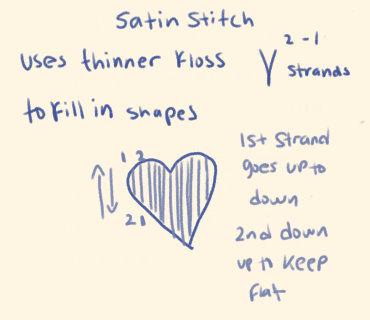 Satin Stitch
uses thinner floss
2 - 1
strands
to fill in shapes
1 2
2 1
1st Strand
goes up to
down
2nd down
up to keep
flat